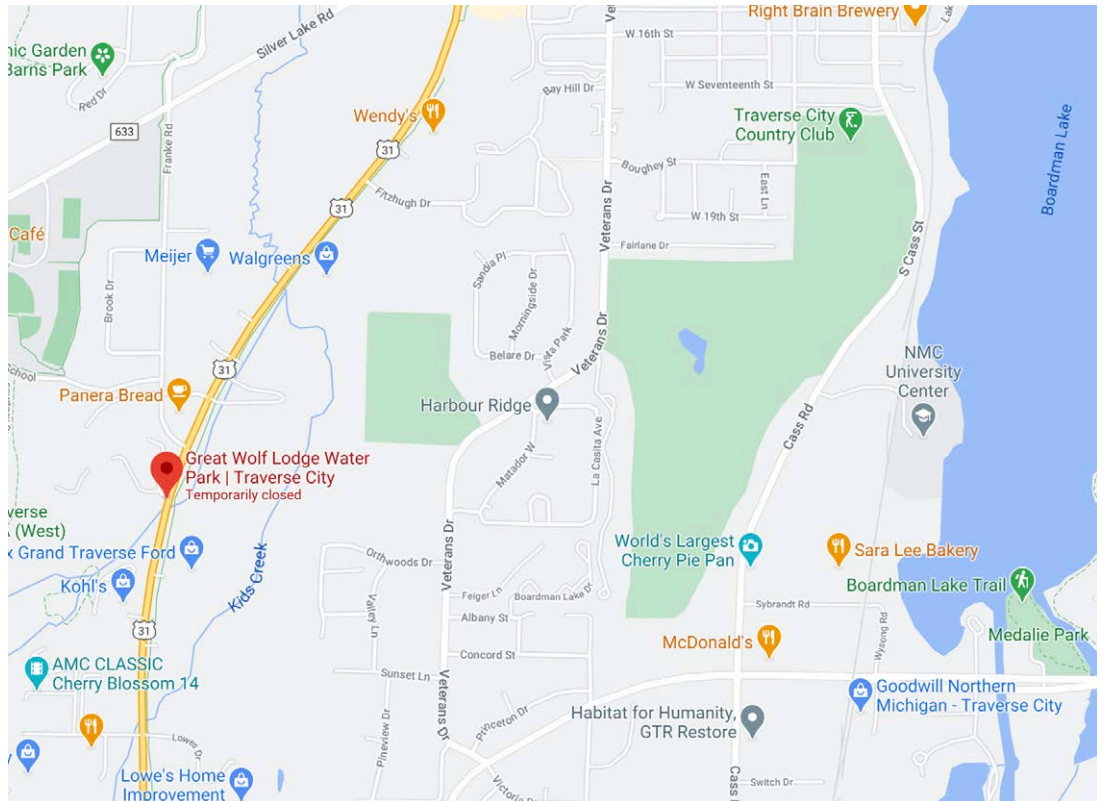 Right Brain Brewery
W 16th St
Silver Lake Rd
nic Garden
Barns Park
Red Dr
Bay Hill Dr
W Seventeenth St
Wendy's
Traverse City
Country Club
633
Franke Rd
31
Boughey St
East Ln
Boardman Lake
Fitzhugh Dr
31
Veterans Dr
W 19th St
Café
Meijer
Walgreens
Fairlane Dr
S Cass St
Sandia Pl
Morningside Dr
Brook Dr
Belare Dr
Vista Park
Veterans Dr
31
School
Panera Bread
NMC
University
Center
Harbour Ridge
Cass Rd
La Casita Ave
Matador W
Great Wolf Lodge Water
Park | Traverse City
Temporarily closed
verse
(West)
x Grand Traverse Ford
Kohl's
Kids Creek
Veterans Dr
Orthwoods Dr
World's Largest
Cherry Pie Pan
Sara Lee Bakery
Boardman Lake Trail
Feiger Ln
Boardman Lake Dr
Valley Ln
Albany St
Sybrandt Rd
Wysong Rd
Medalie Park
31
McDonald's
Concord St
AMC CLASSIC
Cherry Blossom 14
Sunset Ln
Veterans Dr
Goodwill Northern
Michigan - Traverse City
Priceton Dr
Habitat for Humanity,
GTR Restore
Pineview Dr
Lowes Dr
Lowe's Home
Improvement
Cass R
Switch Dr